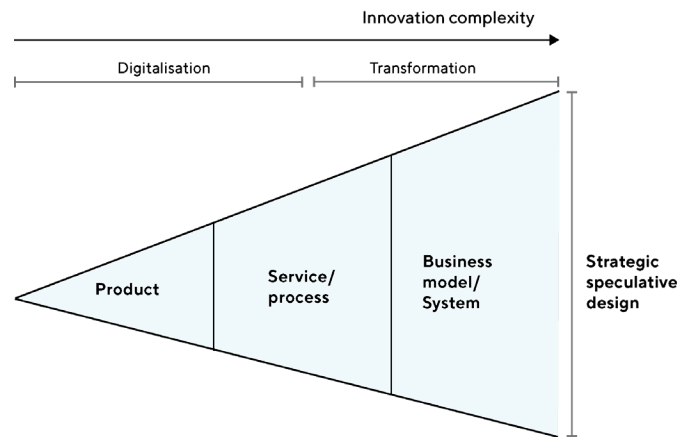 Innovation complexity
Digitalisation
Transformation
Product
Service/
process
Business
model/
System
Strategic
speculative
design